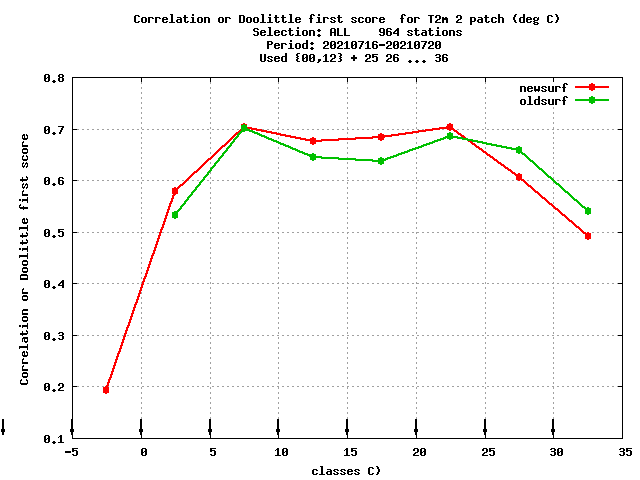 Correlation or Doolittle first score  for T2m 2 patch (deg C)
Selection: ALL    964 stations
Period: 20210716-20210720
Used {00,12} + 25 26 ... 36
newsurf
oldsurf
Correlation or Doolittle first score
0.8
0.7
0.6
0.5
0.4
0.3
0.2
0.1
-5 0 5 10 15 20 25 30 35
classes C)